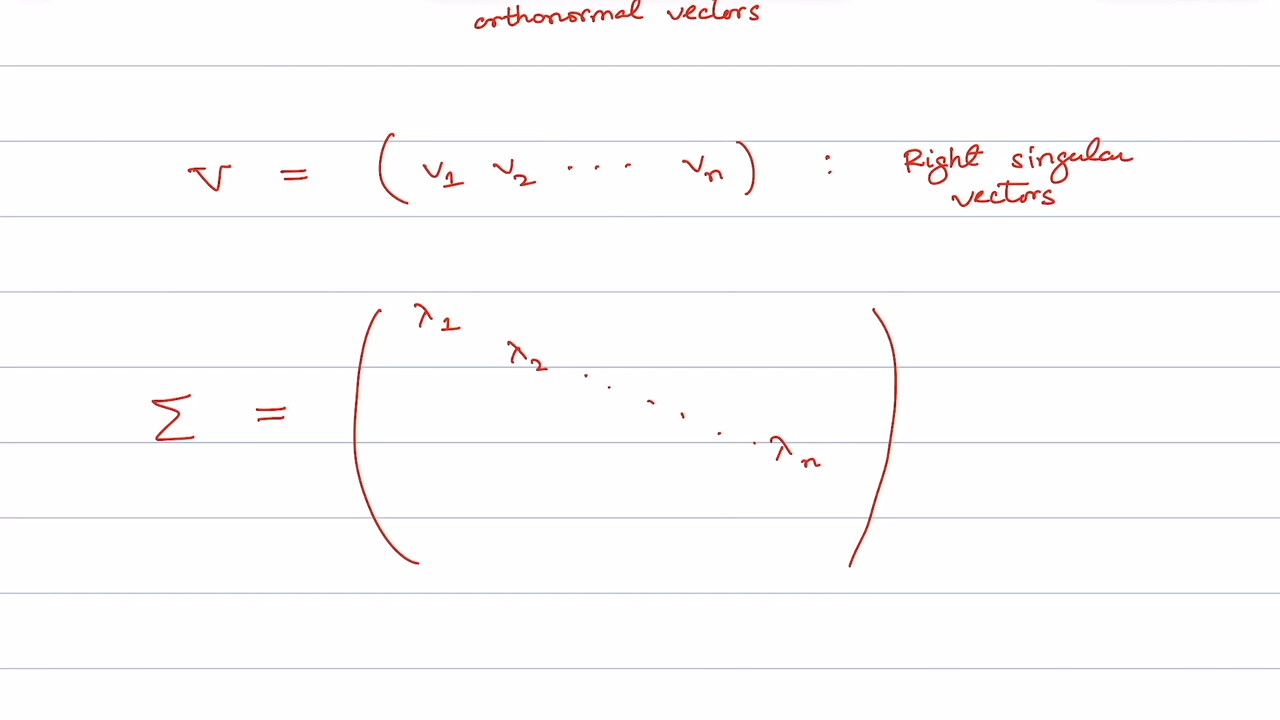 orthonormal vectors
V = ( v₁ v₂ ... vₙ ) : Right singular
vectors
λ₁
λ₂
Σ = ( . . . . . . )
λₙ